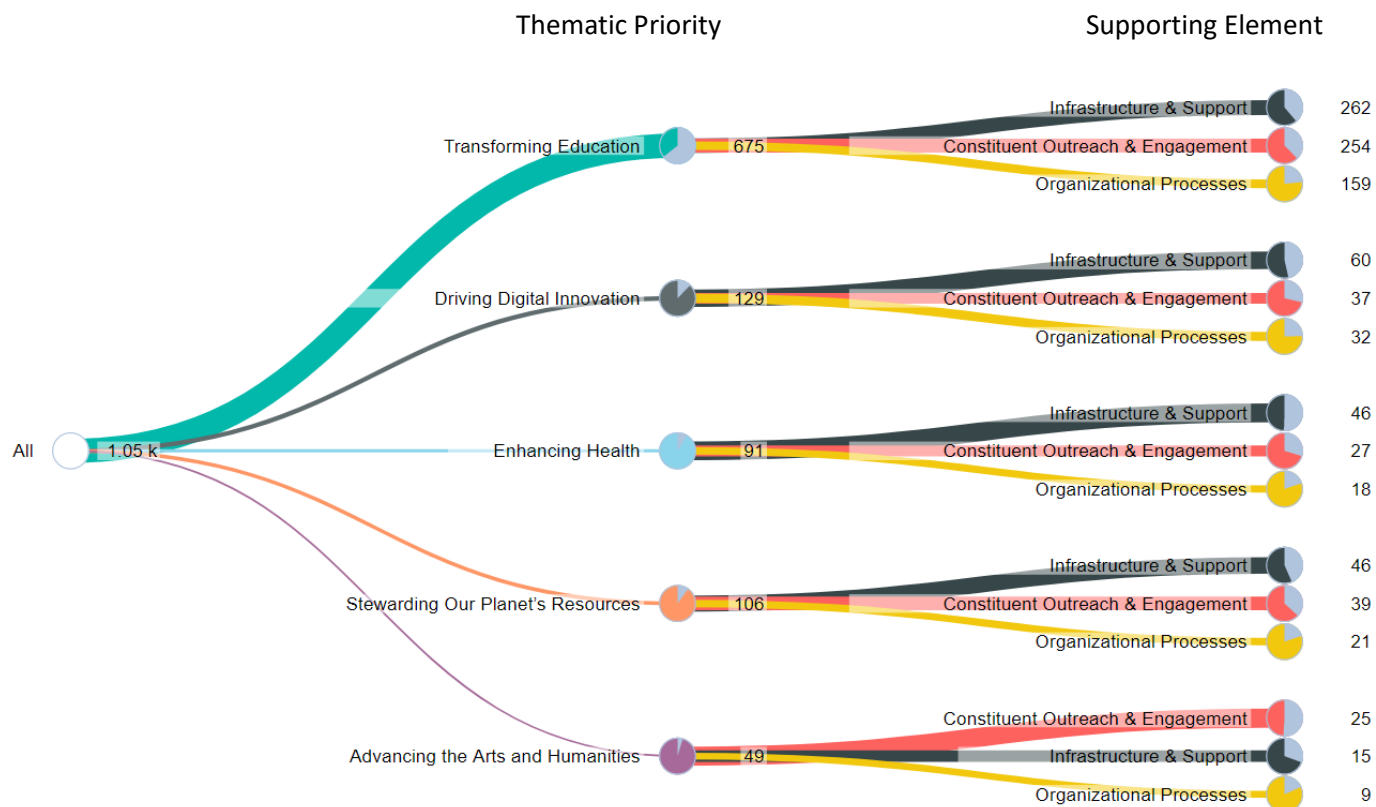 Thematic Priority Supporting Element
Infrastructure & Support 262
Transforming Education 675 Constituent Outreach & Engagement 254
Organizational Processes 159
Infrastructure & Support 60
Driving Digital Innovation 129 Constituent Outreach & Engagement 37
Organizational Processes 32
Infrastructure & Support 46
All 1.05 k Enhancing Health 91 Constituent Outreach & Engagement 27
Organizational Processes 18
Infrastructure & Support 46
Stewarding Our Planet's Resources 106 Constituent Outreach & Engagement 39
Organizational Processes 21
Constituent Outreach & Engagement 25
Advancing the Arts and Humanities 49 Infrastructure & Support 15
Organizational Processes 9